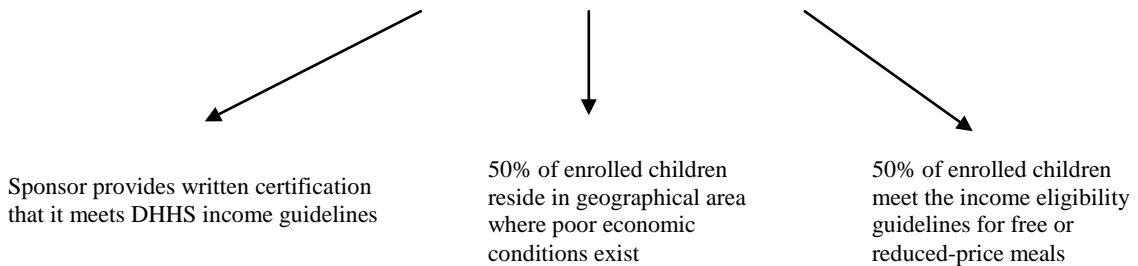 Sponsor provides written certification
that it meets DHHS income guidelines
50% of enrolled children
reside in geographical area
where poor economic
conditions exist
50% of enrolled children
meet the income eligibility
guidelines for free or
reduced-price meals